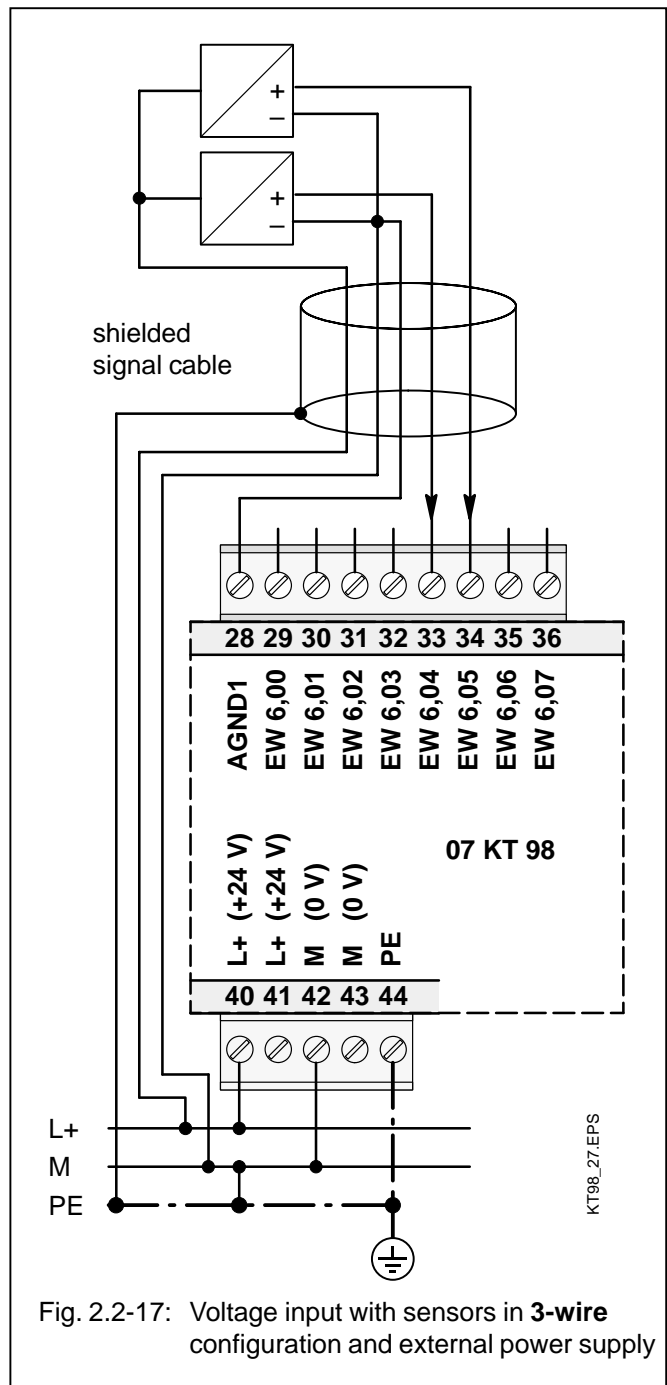 +
–
+
–
shielded
signal cable
28 29 30 31 32 33 34 35 36
AGND1
EW 6,00
EW 6,01
EW 6,02
EW 6,03
EW 6,04
EW 6,05
EW 6,06
EW 6,07
07 KT 98
L+ (+24 V)
L+ (+24 V)
M (0 V)
M (0 V)
PE
40 41 42 43 44
L+
M
PE
KT98_27.EPS
Fig. 2.2-17: Voltage input with sensors in 3-wire
configuration and external power supply